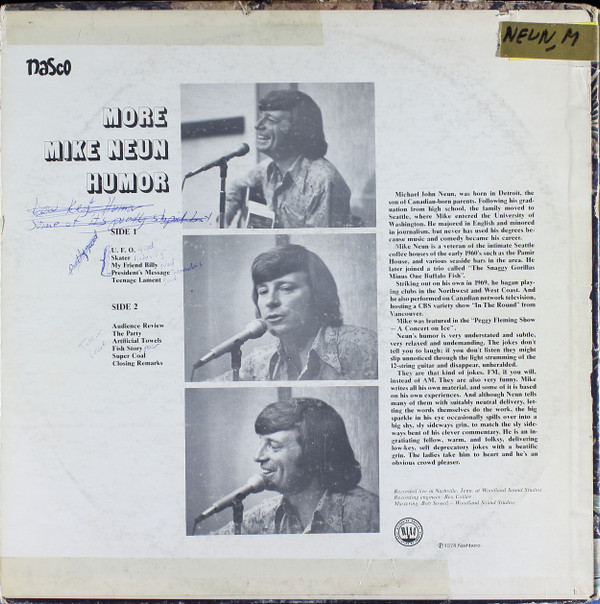 NEUN, M
nasco
MORE
MIKE NEUN
HUMOR
Low Key Humor
Some of it's pretty
SIDE 1
U. F. O.
Skater
My Friend Billy
President's Message
Teenage Lament
SIDE 2
Audience Review
The Party
Artificial Towels
Fish Story
Super Coal
Closing Remarks
Michael John Neun, was born in Detroit, the
son of Canadian-born parents. Following his grad-
uation from high school, the family moved to
Seattle, where Mike entered the University of
Washington. He majored in English and minored
in journalism, but never has used his degrees be-
cause music and comedy became his career.
Mike Neun is a veteran of the intimate Seattle
coffee houses of the early 1960's such as the Pamir
House, and various seaside bars in the area. He
later joined a trio called "The Snaggy Gorillas
Minus One Buffalo Fish".
Striking out on his own in 1969, he began play-
ing clubs in the Northwest and West Coast. And
he also performed on Canadian network television,
hosting a CBS variety show "In The Round" from
Vancouver.
Mike was featured in the "Peggy Fleming Show
— A Concert on Ice".
Neun's humor is very understated and subtle,
very relaxed and undemanding. The jokes don't
tell you to laugh; if you don't listen they might
slip unnoticed through the light strumming of the
12-string guitar and disappear, unheralded.
They are that kind of jokes. FM, if you will,
instead of AM. They are also very funny. Mike
writes all his own material, and some of it is based
on his own experiences. And although Neun tells
many of them with suitably neutral delivery, let-
ting the words themselves do the work, the big
sparkle in his eye occasionally spills over into a
big shy, sly sideways grin, to match the sly side-
ways bent of his clever commentary. He is an in-
gratiating fellow, warm, and folksy, delivering
low-key, self deprecatory jokes with a beatific
grin. The ladies take him to heart and he's an
obvious crowd pleaser.
Recorded live in Nashville, Tenn. at Woodland Sound Studios
Recording engineer: Rex Collier
Mastering: Bob Sowell — Woodland Sound Studios